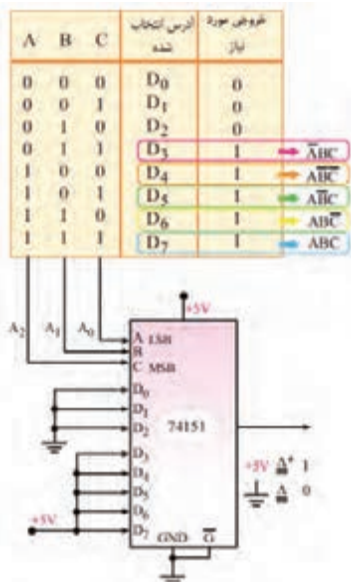 A B C آدرس انتخاب شده خروجی مورد نیاز
0 0 0 D0 0
0 0 1 D1 0
0 1 0 D2 0
0 1 1 D3 1 A̅BC
1 0 0 D4 1 AB̅C̅
1 0 1 D5 1 AB̅C
1 1 0 D6 1 ABC̅
1 1 1 D7 1 ABC
A2 A1 A0
+5V
A LSB
B
C MSB
D0
D1
D2
74151
D3
D4
D5
D6
D7
+5V
GND G̅
+5V ≙ 1
≙ 0